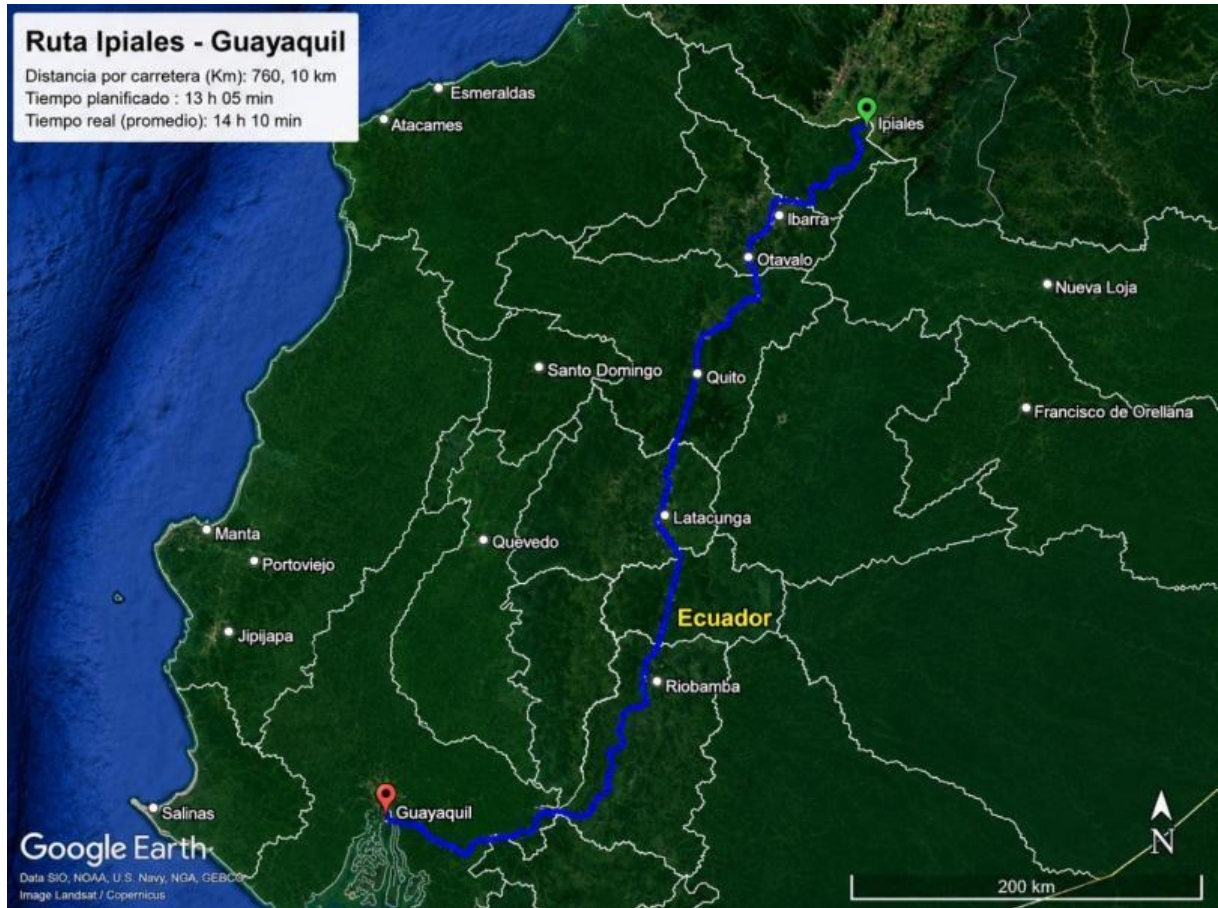 Ruta Ipiales - Guayaquil
Distancia por carretera (Km): 760, 10 km
Tiempo planificado : 13 h 05 min
Tiempo real (promedio): 14 h 10 min
Esmeraldas
Atacames
Ipiales
Ibarra
Otavalo
Nueva Loja
Santo Domingo
Quito
Francisco de Orellana
Latacunga
Manta
Quevedo
Portoviejo
Ecuador
Jipijapa
Riobamba
Guayaquil
Salinas
N
Google Earth
Data SIO, NOAA, U.S. Navy, NGA, GEBCO
Image Landsat / Copernicus
200 km